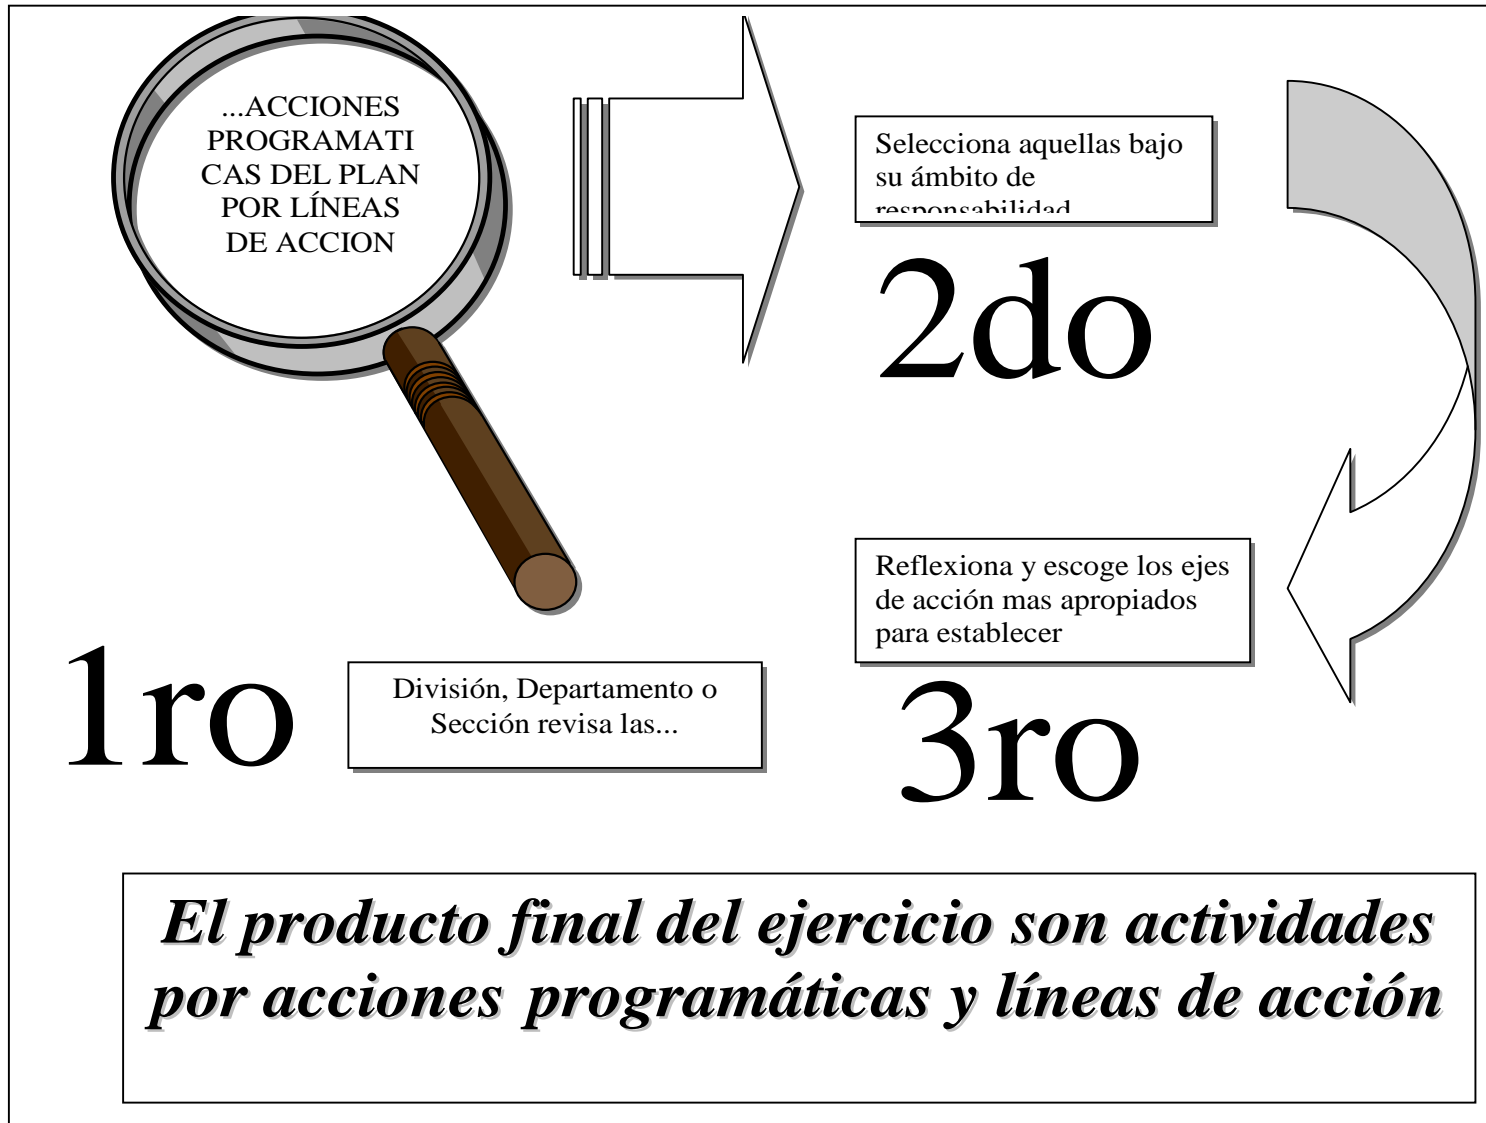 1ro
División, Departamento o
Sección revisa las...
...ACCIONES
PROGRAMATI
CAS DEL PLAN
POR LÍNEAS
DE ACCION
Selecciona aquellas bajo
su ámbito de
responsabilidad
2do
Reflexiona y escoge los ejes
de acción mas apropiados
para establecer
3ro
El producto final del ejercicio son actividades
por acciones programáticas y líneas de acción